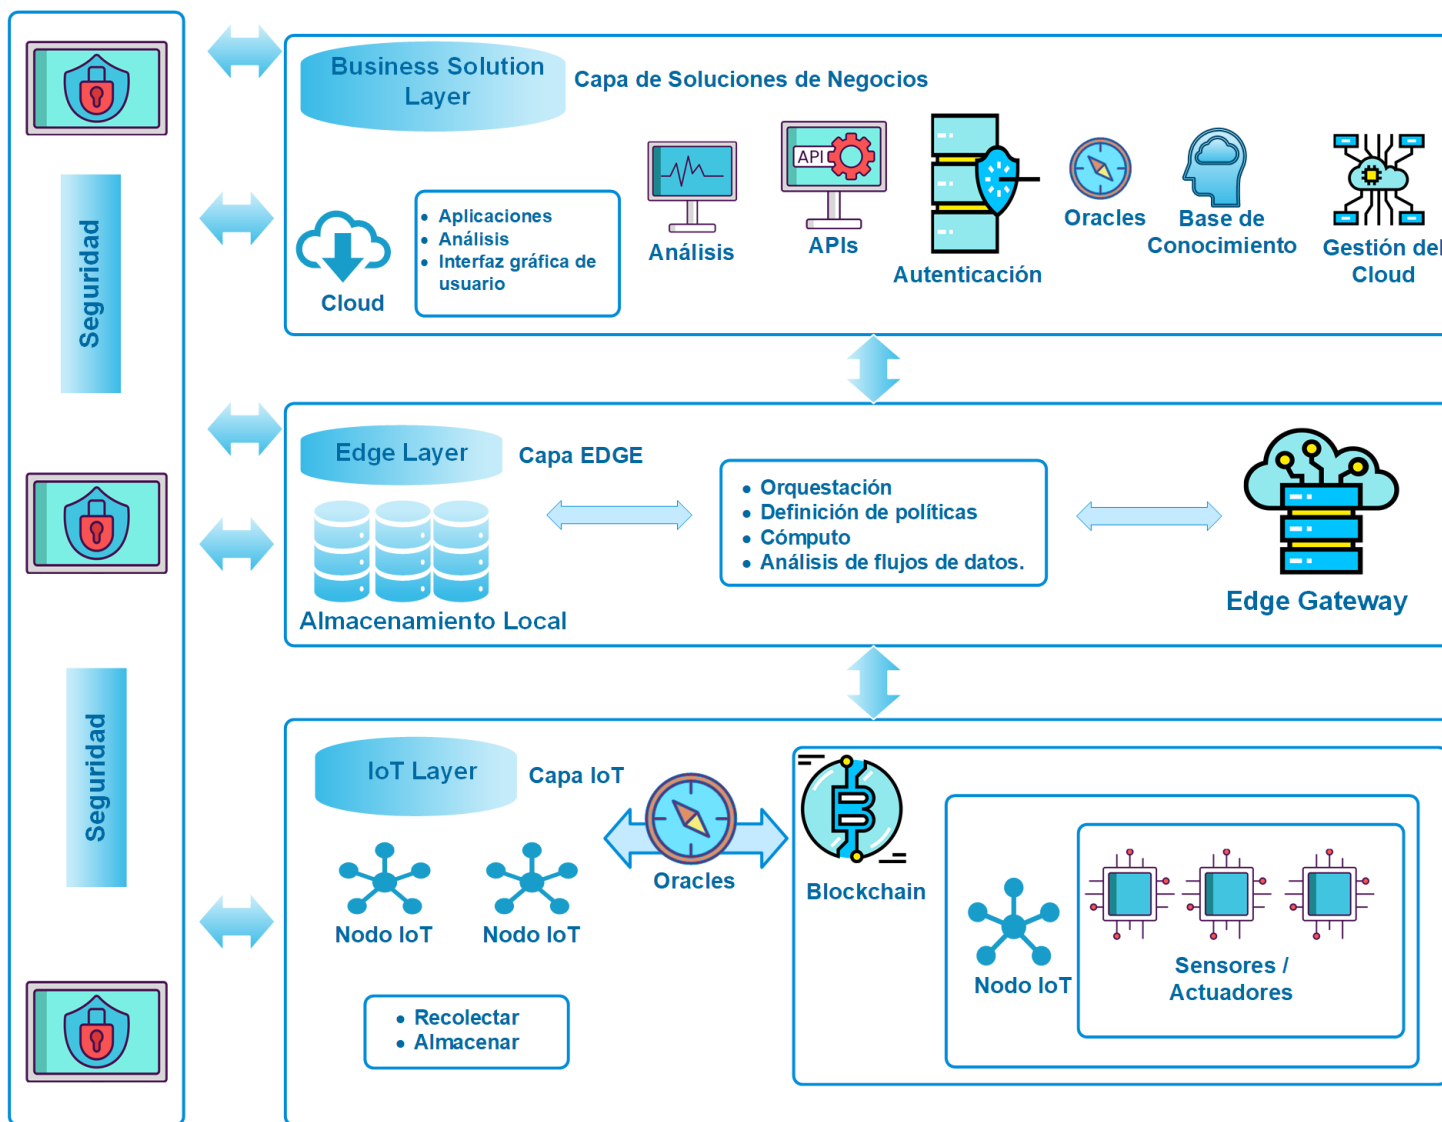 Seguridad
Seguridad
Business Solution
Layer
Capa de Soluciones de Negocios
Cloud
• Aplicaciones
• Análisis
• Interfaz gráfica de
usuario
Análisis
API
APIs
Autenticación
Oracles
Base de
Conocimiento
Gestión del
Cloud
Edge Layer
Capa EDGE
Almacenamiento Local
• Orquestación
• Definición de políticas
• Cómputo
• Análisis de flujos de datos.
Edge Gateway
IoT Layer
Capa IoT
Nodo IoT
Nodo IoT
• Recolectar
• Almacenar
Oracles
Blockchain
Nodo IoT
Sensores /
Actuadores